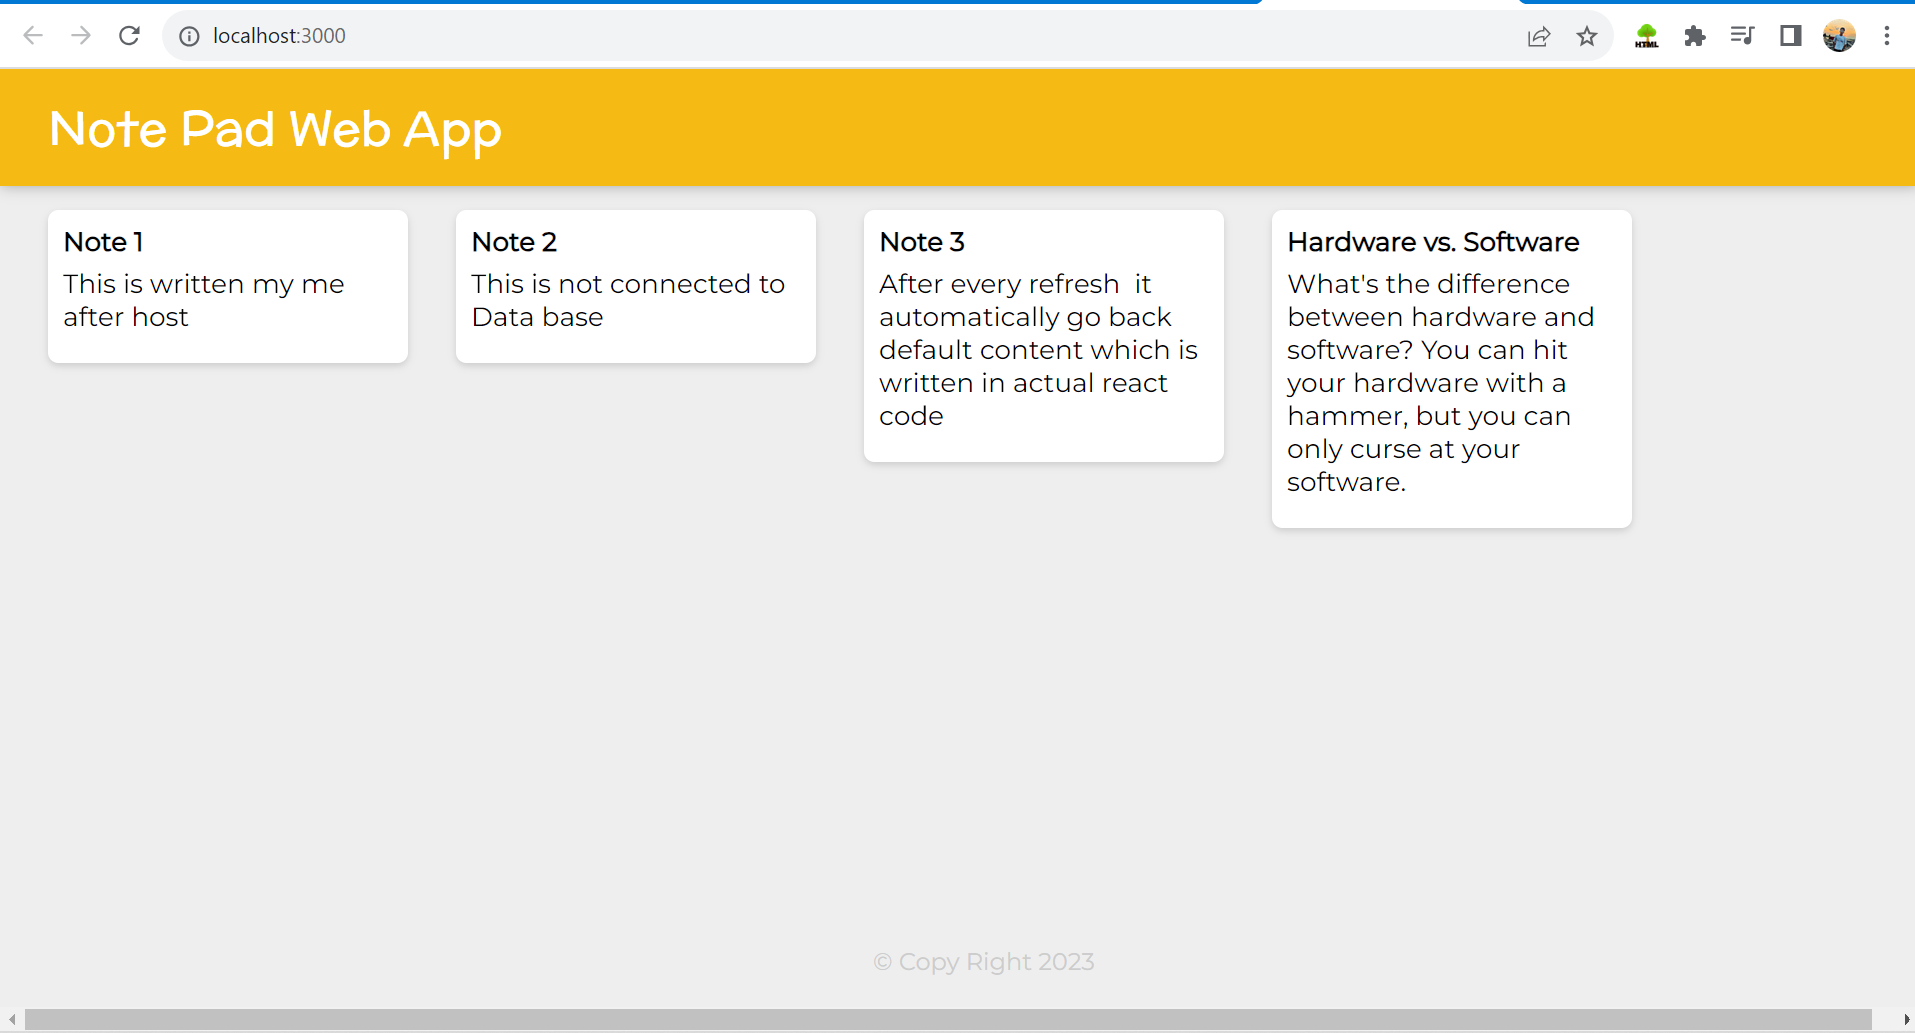 localhost:3000
HTML
Note Pad Web App
Note 1
This is written my me
after host
Note 2
This is not connected to
Data base
Note 3
After every refresh  it
automatically go back
default content which is
written in actual react
code
Hardware vs. Software
What's the difference
between hardware and
software? You can hit
your hardware with a
hammer, but you can
only curse at your
software.
© Copy Right 2023